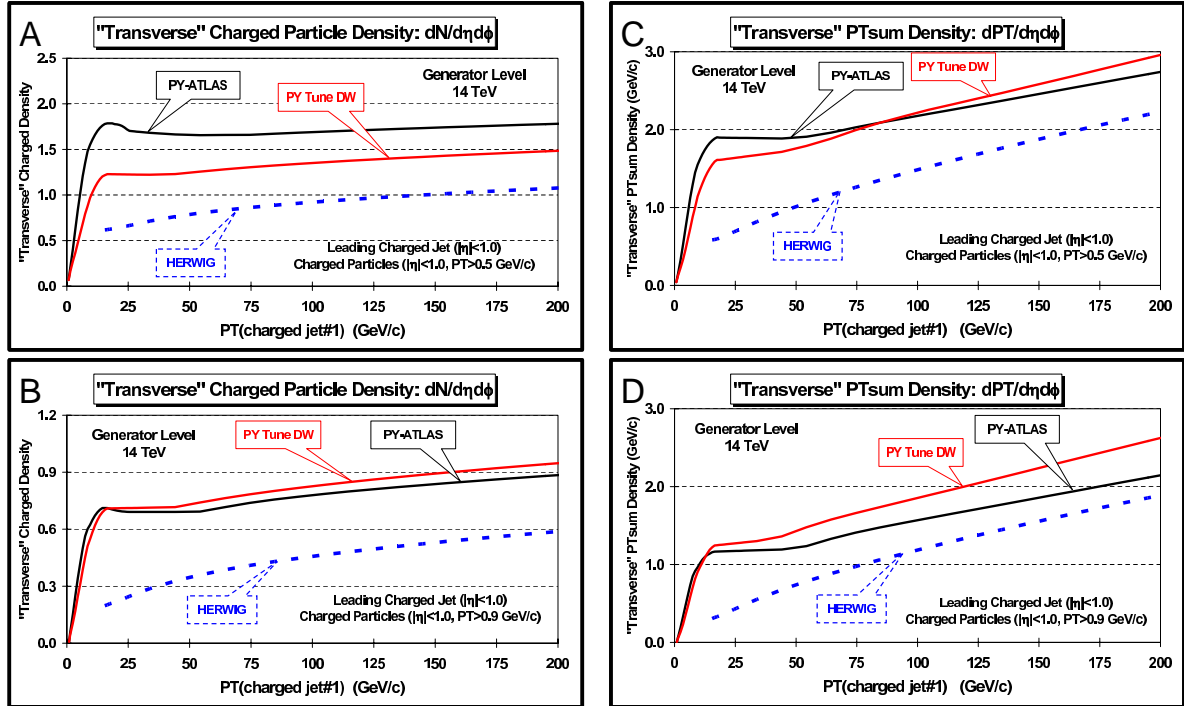 A
"Transverse" Charged Particle Density: dN/dηdϕ
2.5
2.0
1.5
1.0
0.5
0.0
"Transverse" Charged Density
PY-ATLAS
Generator Level
14 TeV
PY Tune DW
HERWIG
Leading Charged Jet (|η|<1.0)
Charged Particles (|η|<1.0, PT>0.5 GeV/c)
0 25 50 75 100 125 150 175 200
PT(charged jet#1) (GeV/c)
B
"Transverse" Charged Particle Density: dN/dηdϕ
1.2
0.9
0.6
0.3
0.0
"Transverse" Charged Density
Generator Level
14 TeV
PY Tune DW
PY-ATLAS
HERWIG
Leading Charged Jet (|η|<1.0)
Charged Particles (|η|<1.0, PT>0.9 GeV/c)
0 25 50 75 100 125 150 175 200
PT(charged jet#1) (GeV/c)
C
"Transverse" PTsum Density: dPT/dηdϕ
3.0
2.0
1.0
0.0
"Transverse" PTsum Density (GeV/c)
Generator Level
14 TeV
PY-ATLAS
PY Tune DW
HERWIG
Leading Charged Jet (|η|<1.0)
Charged Particles (|η|<1.0, PT>0.5 GeV/c)
0 25 50 75 100 125 150 175 200
PT(charged jet#1) (GeV/c)
D
"Transverse" PTsum Density: dPT/dηdϕ
3.0
2.0
1.0
0.0
"Transverse" PTsum Density (GeV/c)
Generator Level
14 TeV
PY-ATLAS
PY Tune DW
HERWIG
Leading Charged Jet (|η|<1.0)
Charged Particles (|η|<1.0, PT>0.9 GeV/c)
0 25 50 75 100 125 150 175 200
PT(charged jet#1) (GeV/c)